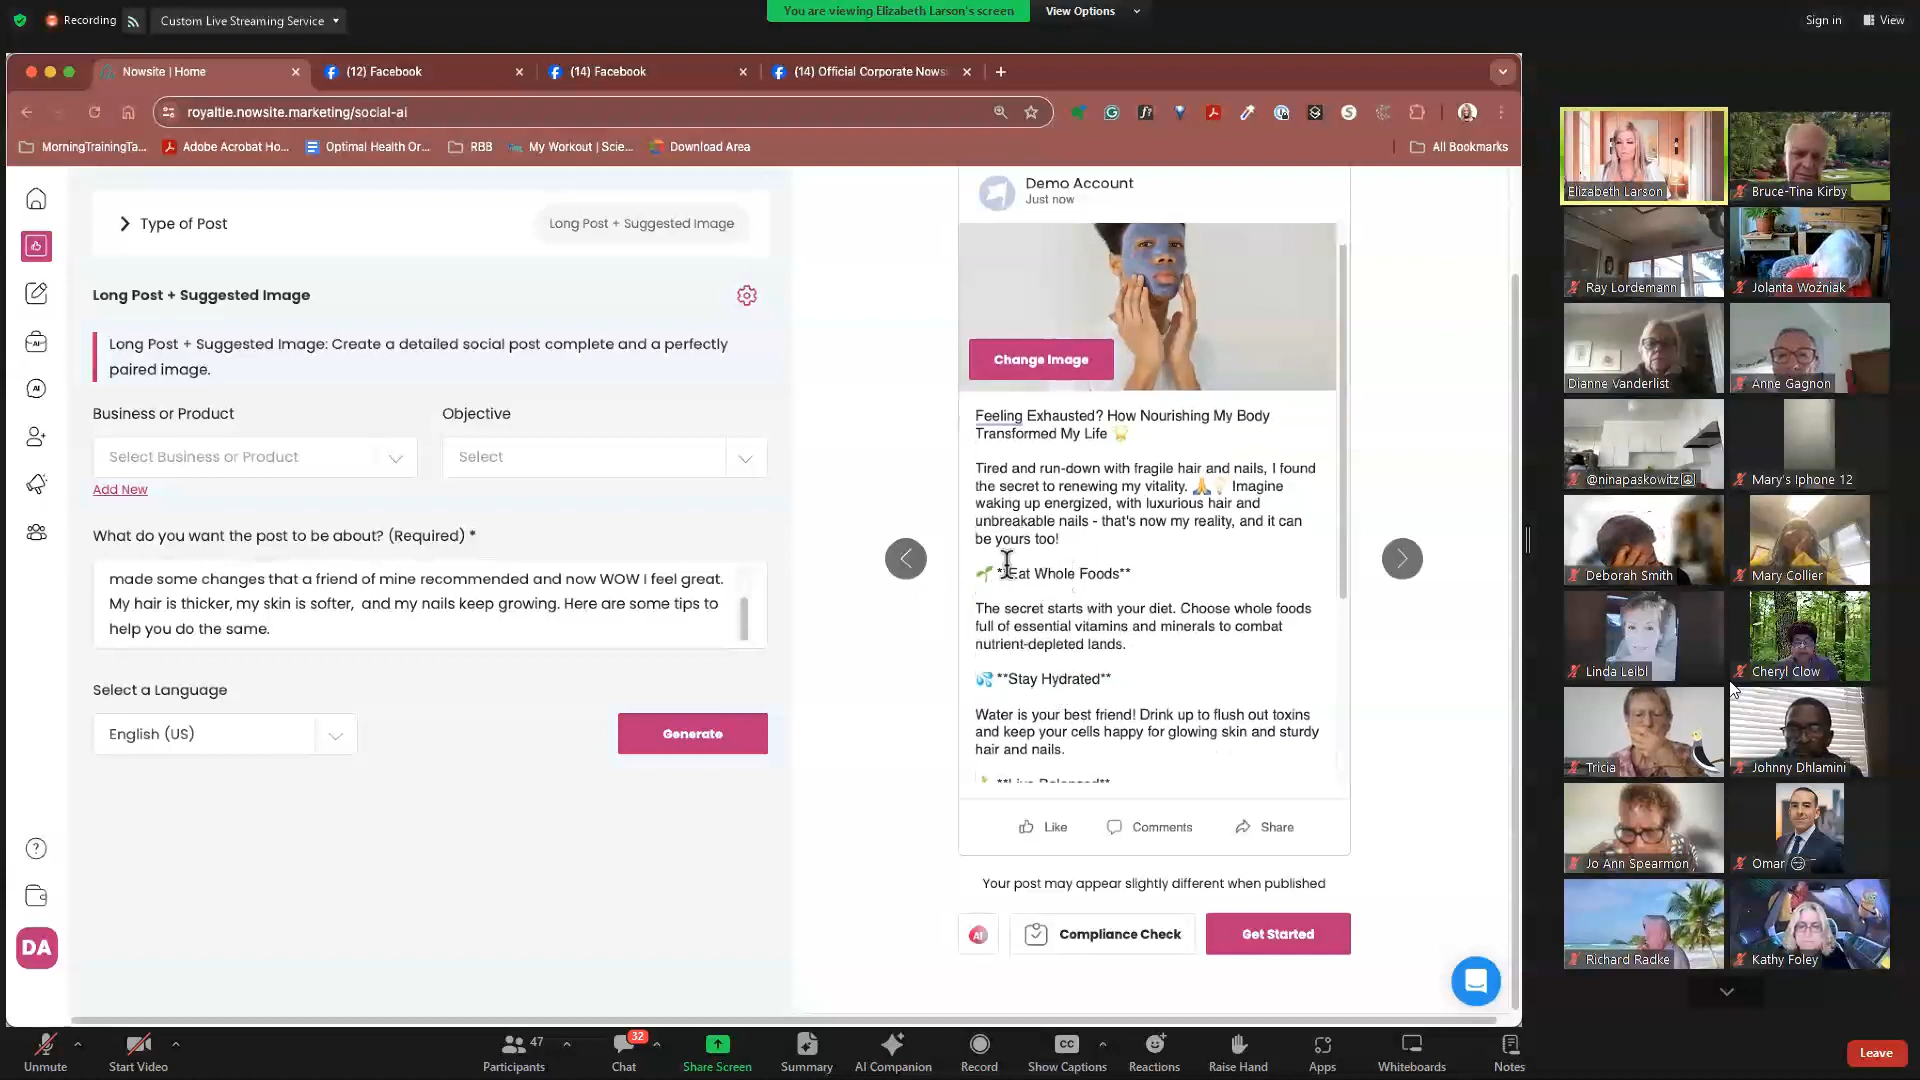 Recording
Custom Live Streaming Service
You are viewing Elizabeth Larson's screen
View Options
Sign in
View
Nowsite | Home
(12) Facebook
(14) Facebook
(14) Official Corporate Nows
royaltie.nowsite.marketing/social-ai
MorningTrainingTa...
Adobe Acrobat Ho...
Optimal Health Or...
RBB
My Workout | Scie...
Download Area
All Bookmarks
Type of Post
Long Post + Suggested Image
Long Post + Suggested Image
Long Post + Suggested Image: Create a detailed social post complete and a perfectly
paired image.
Business or Product
Objective
Select Business or Product
Select
Add New
What do you want the post to be about? (Required) *
made some changes that a friend of mine recommended and now WOW I feel great.
My hair is thicker, my skin is softer,  and my nails keep growing. Here are some tips to
help you do the same.
Select a Language
English (US)
Generate
DA
Demo Account
Just now
Change Image
Feeling Exhausted? How Nourishing My Body
Transformed My Life
Tired and run-down with fragile hair and nails, I found
the secret to renewing my vitality. 🙏💡 Imagine
waking up energized, with luxurious hair and
unbreakable nails - that's now my reality, and it can
be yours too!
🌱 **Eat Whole Foods**
The secret starts with your diet. Choose whole foods
full of essential vitamins and minerals to combat
nutrient-depleted lands.
💦 **Stay Hydrated**
Water is your best friend! Drink up to flush out toxins
and keep your cells happy for glowing skin and sturdy
hair and nails.
Like
Comments
Share
Your post may appear slightly different when published
AI
Compliance Check
Get Started
Elizabeth Larson
Bruce-Tina Kirby
Ray Lordemann
Jolanta Woźniak
Dianne Vanderlist
Anne Gagnon
@ninapaskowitz
Mary's Iphone 12
Deborah Smith
Mary Collier
Linda Leibl
Cheryl Clow
Tricia
Johnny Dhlamini
Jo Ann Spearmon
Omar
Richard Radke
Kathy Foley
Unmute
Start Video
47
Participants
32
Chat
Share Screen
Summary
AI Companion
Record
CC
Show Captions
Reactions
Raise Hand
Apps
Whiteboards
Notes
Leave